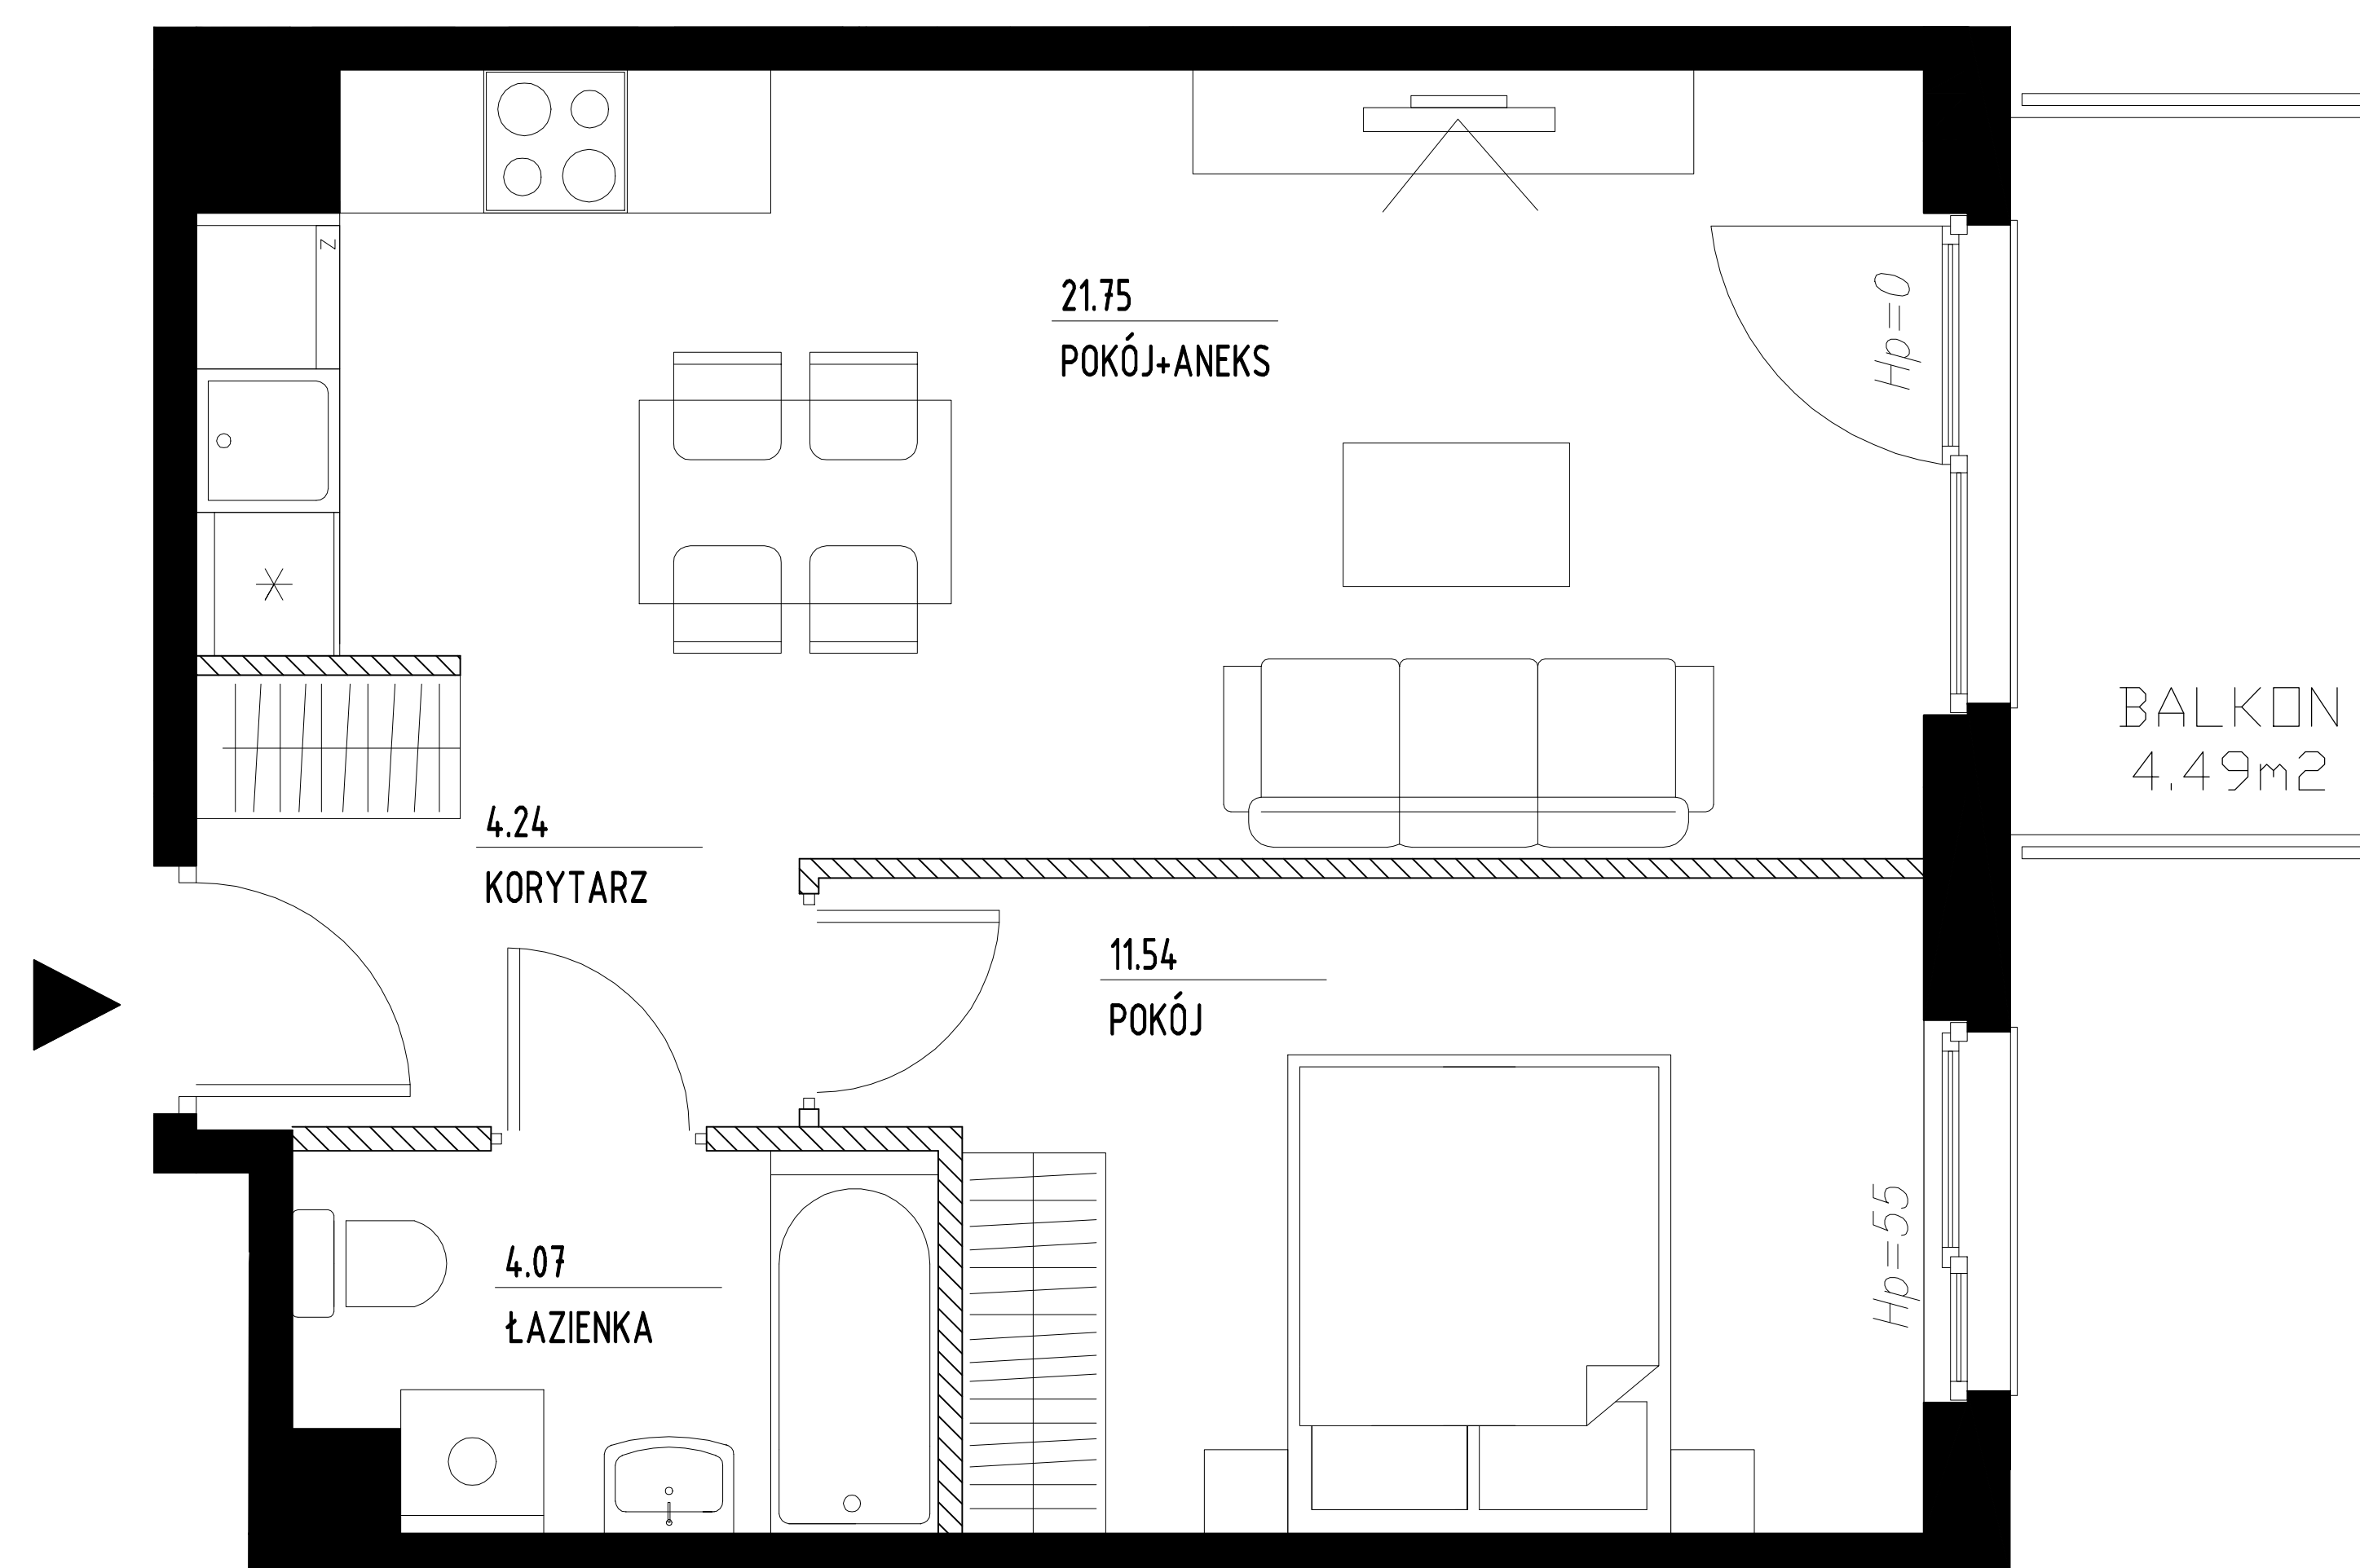 Z
21.75
POKÓJ+ANEKS
Hp=0
BALKON
4.49m2
4.24
KORYTARZ
11.54
POKÓJ
Hp=55
4.07
ŁAZIENKA